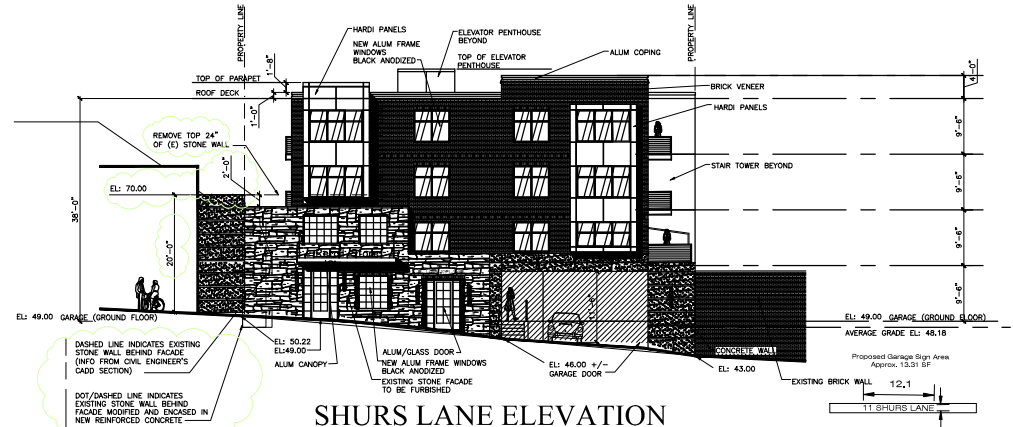 PROPERTY LINE
PROPERTY LINE
HARDI PANELS
NEW ALUM FRAME
WINDOWS
BLACK ANODIZED
ELEVATOR PENTHOUSE
BEYOND
TOP OF ELEVATOR
PENTHOUSE
ALUM COPING
1'-8"
TOP OF PARAPET
ROOF DECK
1'-0"
BRICK VENEER
HARDI PANELS
4'-0"
REMOVE TOP 24"
OF (E) STONE WALL
2'-0"
STAIR TOWER BEYOND
9'-6"
9'-6"
9'-6"
9'-6"
EL: 70.00
38'-0"
20'-0"
EL: 49.00 GARAGE (GROUND FLOOR)
EL: 49.00 GARAGE (GROUND FLOOR)
AVERAGE GRADE EL: 48.18
DASHED LINE INDICATES EXISTING
STONE WALL BEHIND FACADE
(INFO FROM CIVIL ENGINEER'S
CADD SECTION)
EL: 50.22
EL:49.00
ALUM CANOPY
ALUM/GLASS DOOR
NEW ALUM FRAME WINDOWS
BLACK ANODIZED
EXISTING STONE FACADE
TO BE FURBISHED
EL: 46.00 +/-
GARAGE DOOR
CONCRETE WALL
EL: 43.00
EXISTING BRICK WALL
DOT/DASHED LINE INDICATES
EXISTING STONE WALL BEHIND
FACADE MODIFIED AND ENCASED IN
NEW REINFORCED CONCRETE
Proposed Garage Sign Area
Approx. 13.31 SF
12.1
11 SHURS LANE
SHURS LANE ELEVATION